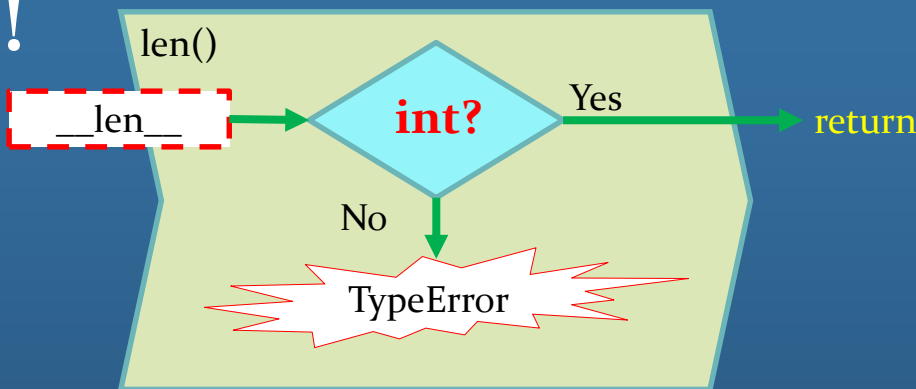 !
len()
__len__
int?
Yes
return
No
TypeError